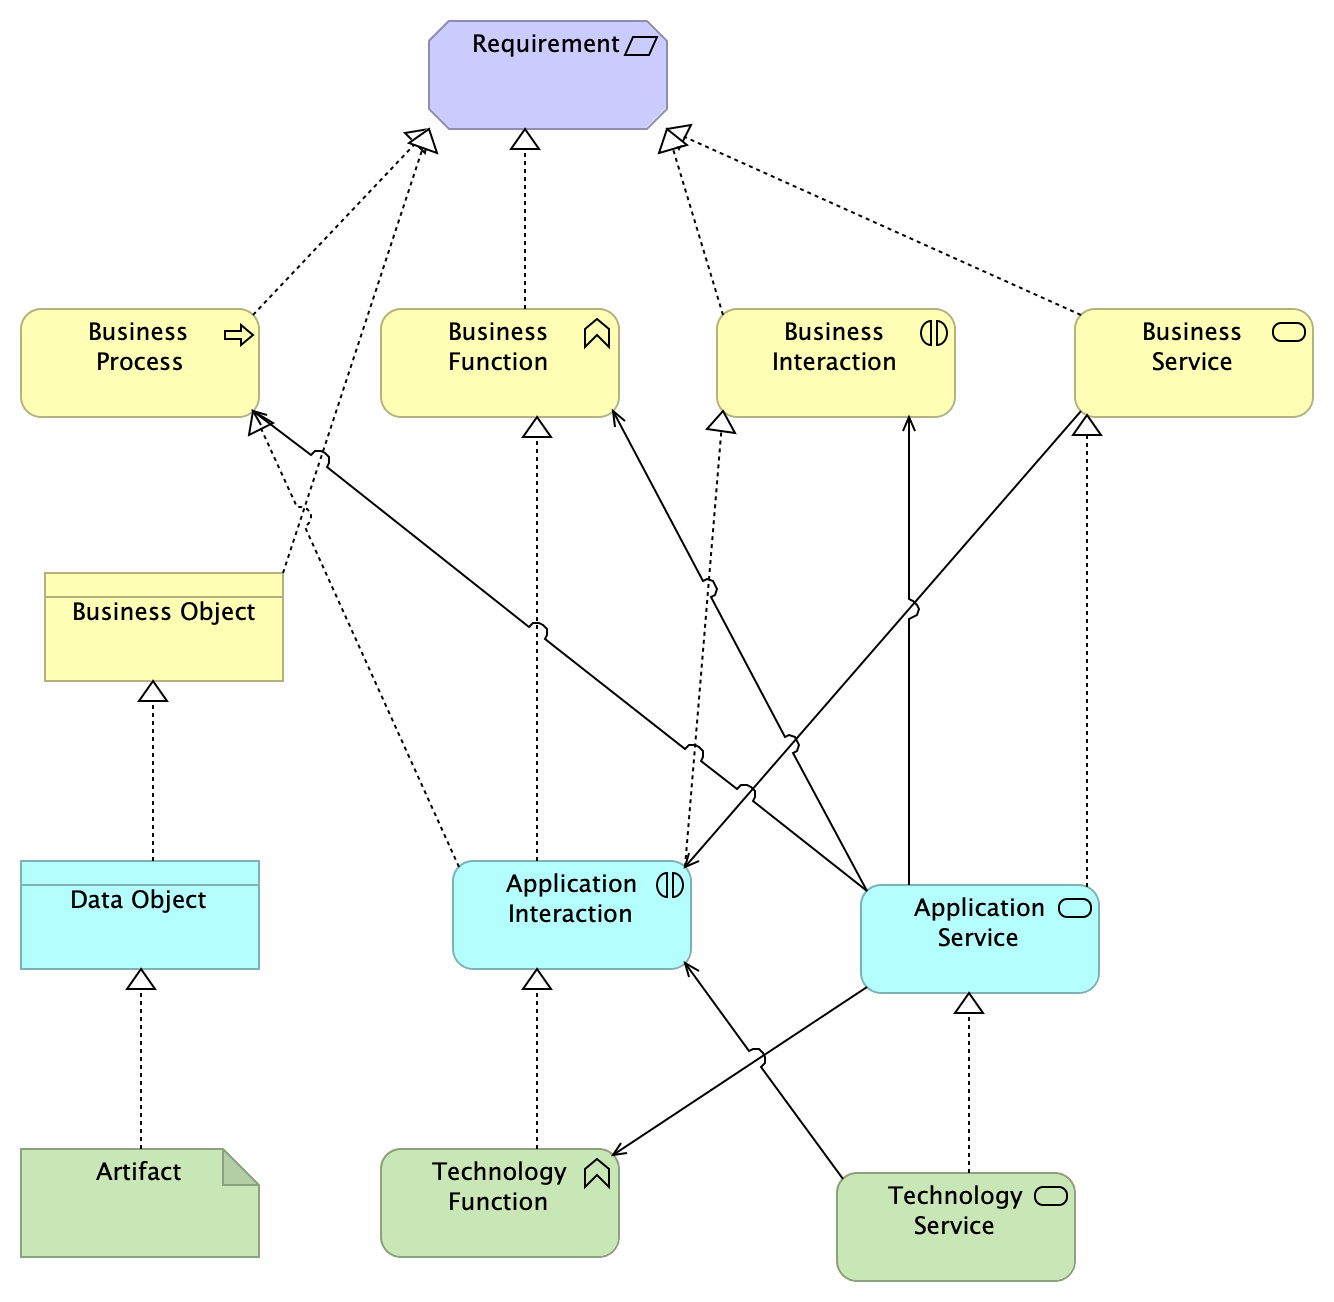 Requirement
Business
Process
Business
Function
Business
Interaction
Business
Service
Business Object
Data Object
Application
Interaction
Application
Service
Artifact
Technology
Function
Technology
Service